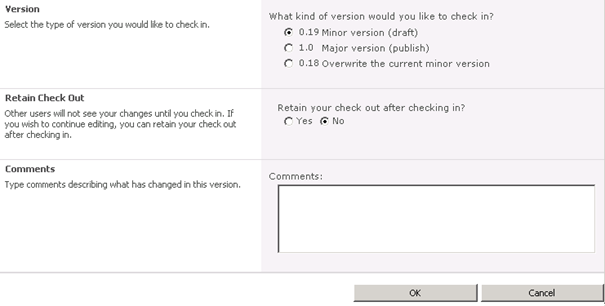 Version
Select the type of version you would like to check in.
What kind of version would you like to check in?
0.19 Minor version (draft)
1.0 Major version (publish)
0.18 Overwrite the current minor version
Retain Check Out
Other users will not see your changes until you check in. If
you wish to continue editing, you can retain your check out
after checking in.
Retain your check out after checking in?
Yes No
Comments
Type comments describing what has changed in this version.
Comments:
OK Cancel